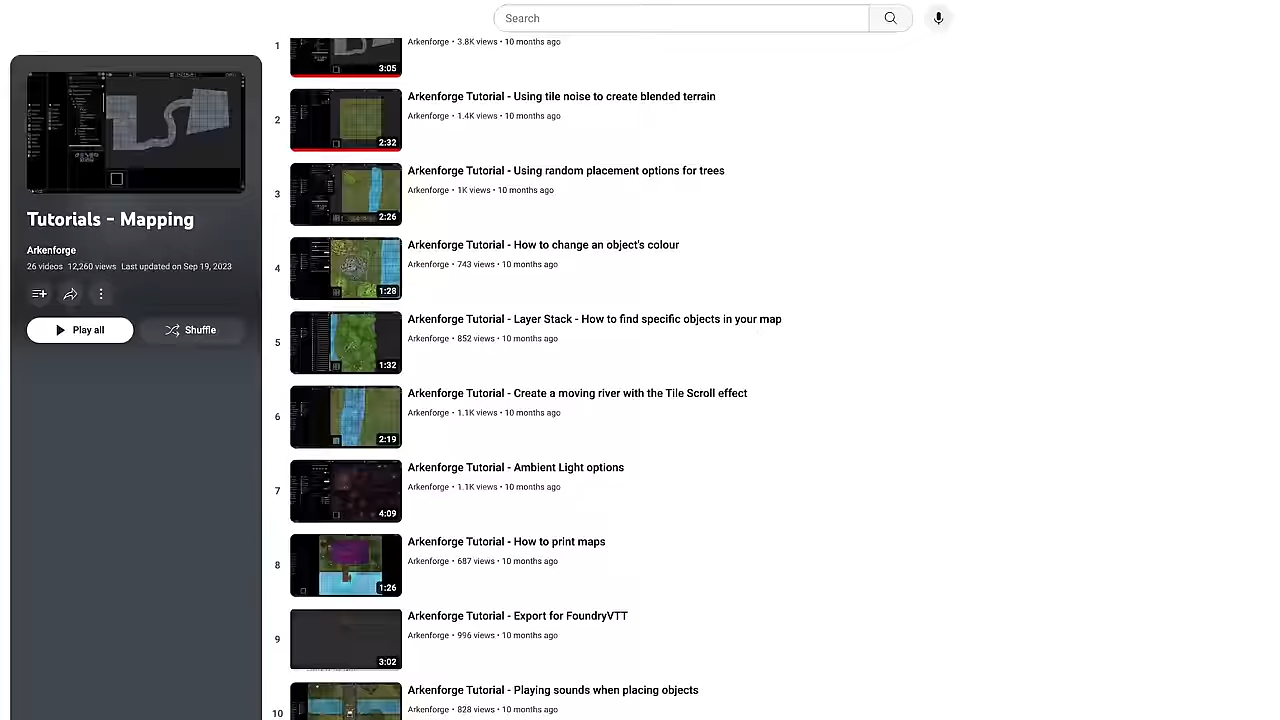 Search
Tutorials - Mapping
Arkenforge
26 videos 12,260 views Last updated on Sep 19, 2023
Play all
Shuffle
1
3:05
Arkenforge • 3.8K views • 10 months ago
2
2:32
Arkenforge Tutorial - Using tile noise to create blended terrain
Arkenforge • 1.4K views • 10 months ago
3
2:26
Arkenforge Tutorial - Using random placement options for trees
Arkenforge • 1K views • 10 months ago
4
1:28
Arkenforge Tutorial - How to change an object's colour
Arkenforge • 743 views • 10 months ago
5
1:32
Arkenforge Tutorial - Layer Stack - How to find specific objects in your map
Arkenforge • 852 views • 10 months ago
6
2:19
Arkenforge Tutorial - Create a moving river with the Tile Scroll effect
Arkenforge • 1.1K views • 10 months ago
7
4:09
Arkenforge Tutorial - Ambient Light options
Arkenforge • 1.1K views • 10 months ago
8
1:26
Arkenforge Tutorial - How to print maps
Arkenforge • 687 views • 10 months ago
9
3:02
Arkenforge Tutorial - Export for FoundryVTT
Arkenforge • 996 views • 10 months ago
10
Arkenforge Tutorial - Playing sounds when placing objects
Arkenforge • 828 views • 10 months ago